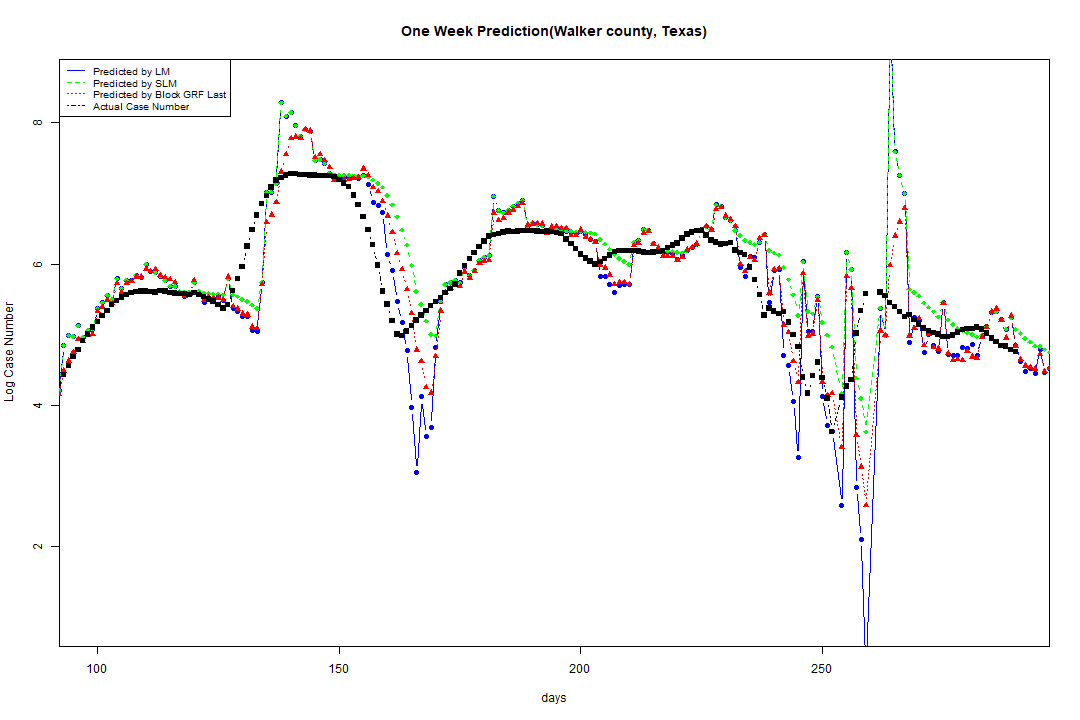 One Week Prediction(Walker county, Texas)
Predicted by LM
Predicted by SLM
Predicted by Block GRF Last
Actual Case Number
8
6
4
2
Log Case Number
100 150 200 250
days